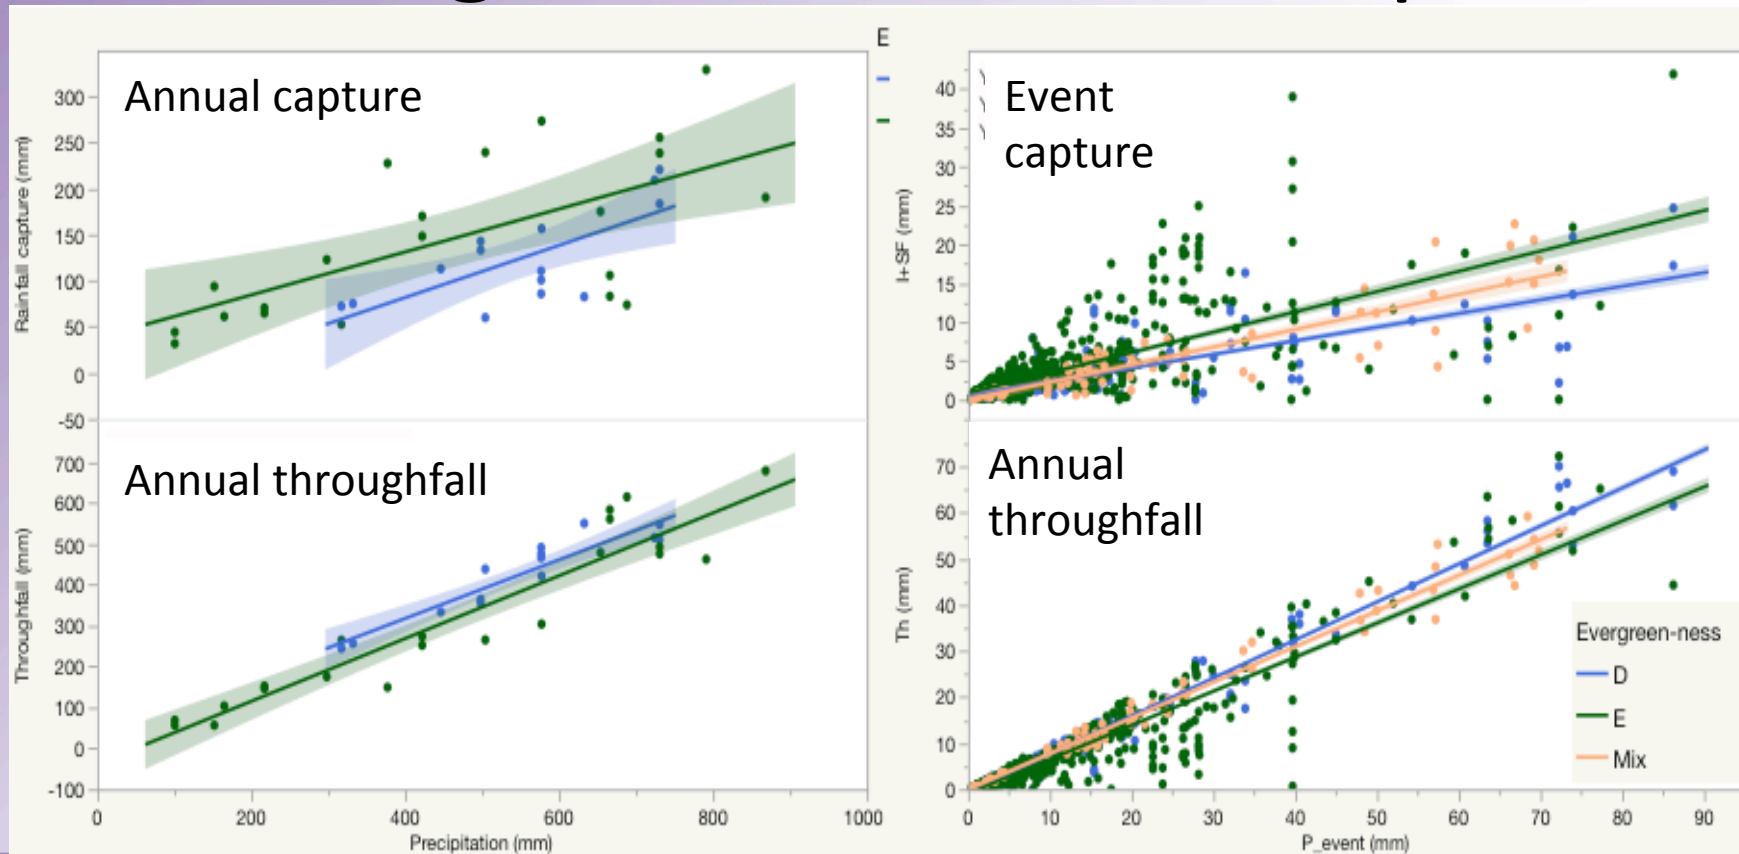 E
Annual capture
300
250
200
150
100
50
0
-50
Rainfall capture (mm)
Event
capture
40
35
30
25
20
15
10
5
0
I+SF (mm)
Annual throughfall
700
600
500
400
300
200
100
0
-100
Throughfall (mm)
0 200 400 600 800 1000
Precipitation (mm)
Annual
throughfall
70
60
50
40
30
20
10
0
Th (mm)
Evergreen-ness
D
E
Mix
0 10 20 30 40 50 60 70 80 90
P_event (mm)